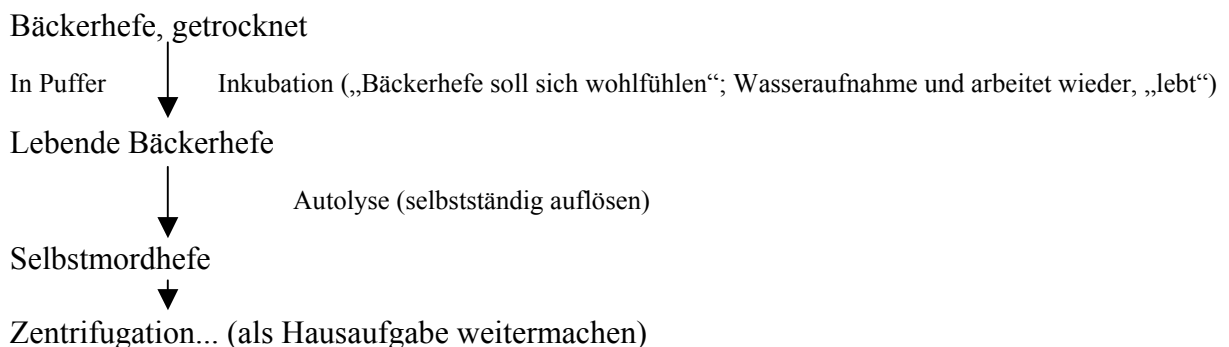 Bäckerhefe, getrocknet
In Puffer Inkubation („Bäckerhefe soll sich wohlfühlen“; Wasseraufnahme und arbeitet wieder, „lebt“)
Lebende Bäckerhefe
Autolyse (selbstständig auflösen)
Selbstmordhefe
Zentrifugation... (als Hausaufgabe weitermachen)